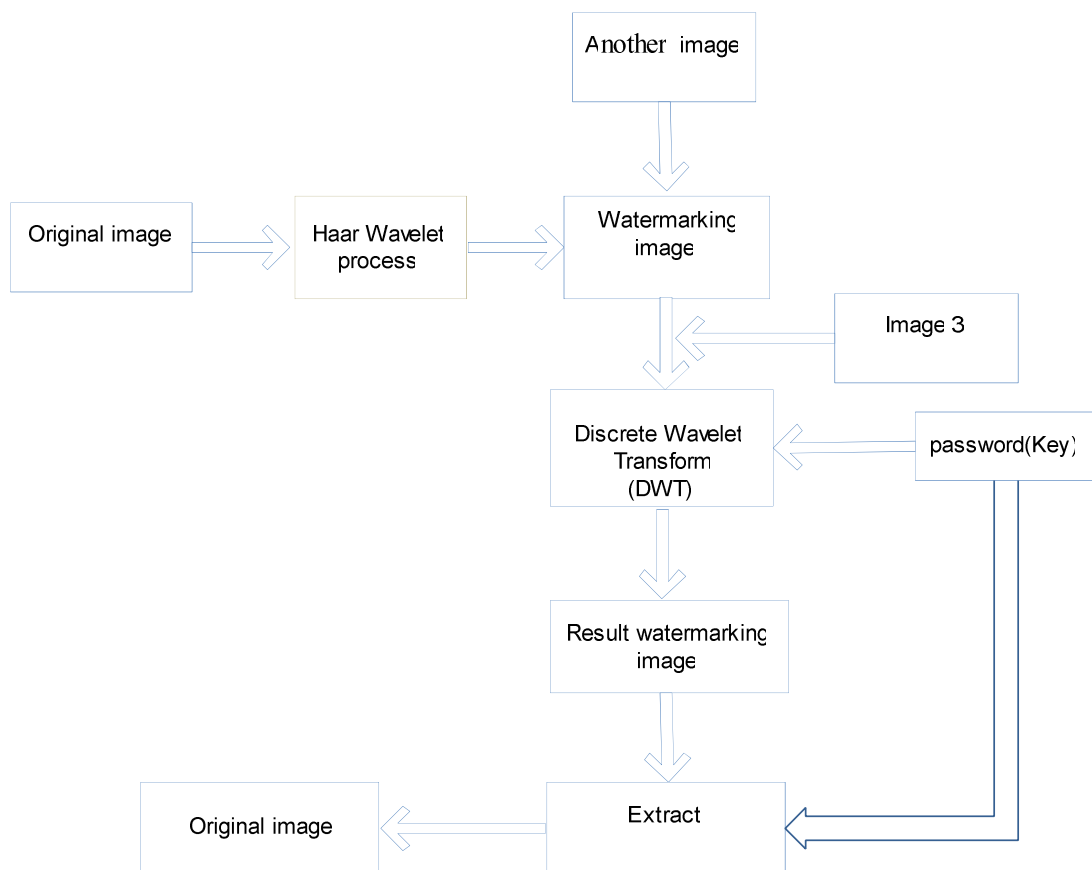 Another image
Original image
Haar Wavelet
process
Watermarking
image
Image 3
Discrete Wavelet
Transform
(DWT)
password(Key)
Result watermarking
image
Original image
Extract